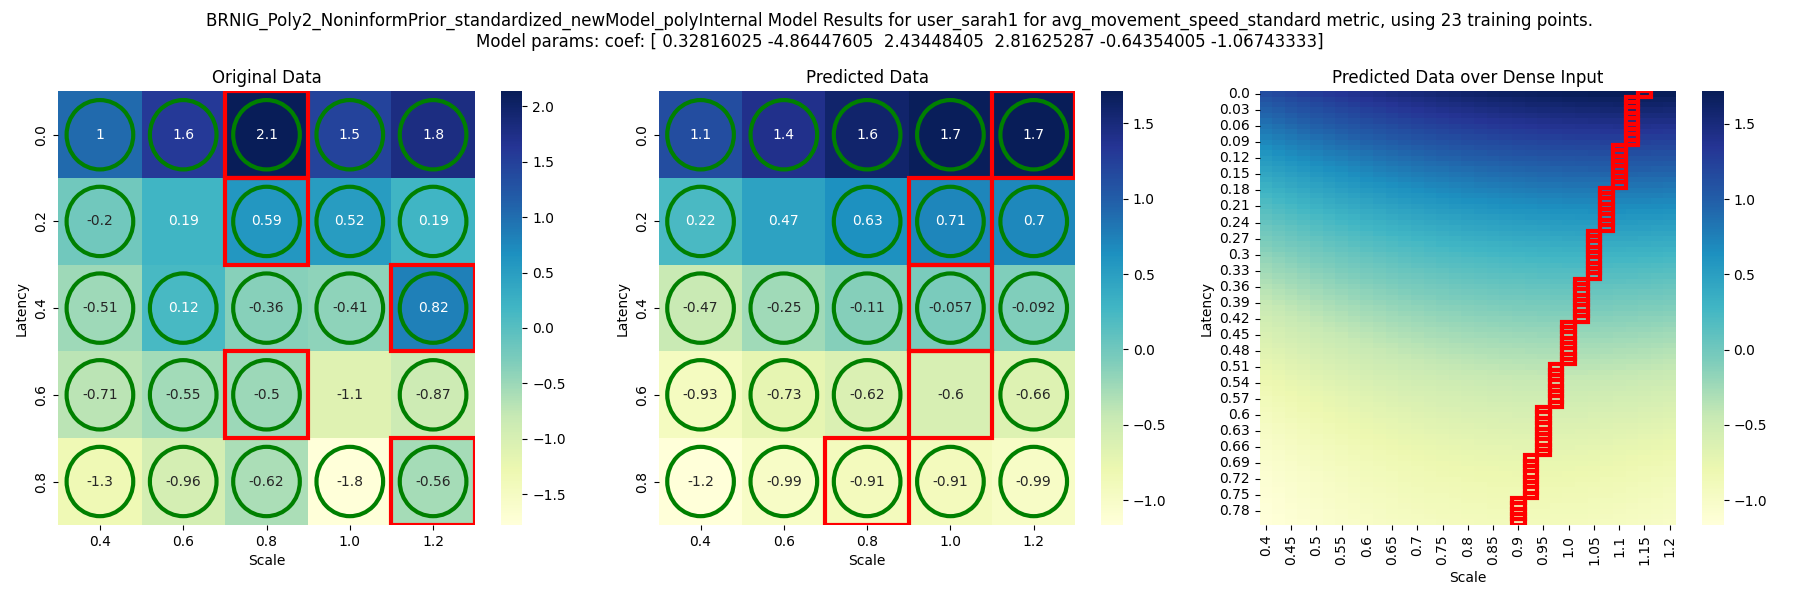 BRNIG_Poly2_NoninformPrior_standardized_newModel_polyInternal Model Results for user_sarah1 for avg_movement_speed_standard metric, using 23 training points.
Model params: coef: [ 0.32816025 -4.86447605  2.43448405  2.81625287 -0.64354005 -1.06743333]
Original Data
Latency
0.0
1 1.6 2.1 1.5 1.8
0.2
-0.2 0.19 0.59 0.52 0.19
0.4
-0.51 0.12 -0.36 -0.41 0.82
0.6
-0.71 -0.55 -0.5 -1.1 -0.87
0.8
-1.3 -0.96 -0.62 -1.8 -0.56
0.4 0.6 0.8 1.0 1.2
Scale
2.0
1.5
1.0
0.5
0.0
−0.5
−1.0
−1.5
Predicted Data
Latency
0.0
1.1 1.4 1.6 1.7 1.7
0.2
0.22 0.47 0.63 0.71 0.7
0.4
-0.47 -0.25 -0.11 -0.057 -0.092
0.6
-0.93 -0.73 -0.62 -0.6 -0.66
0.8
-1.2 -0.99 -0.91 -0.91 -0.99
0.4 0.6 0.8 1.0 1.2
Scale
1.5
1.0
0.5
0.0
−0.5
−1.0
Predicted Data over Dense Input
Latency
0.0
0.03
0.06
0.09
0.12
0.15
0.18
0.21
0.24
0.27
0.3
0.33
0.36
0.39
0.42
0.45
0.48
0.51
0.54
0.57
0.6
0.63
0.66
0.69
0.72
0.75
0.78
0.4 0.45 0.5 0.55 0.6 0.65 0.7 0.75 0.8 0.85 0.9 0.95 1.0 1.05 1.1 1.15 1.2
Scale
1.5
1.0
0.5
0.0
−0.5
−1.0